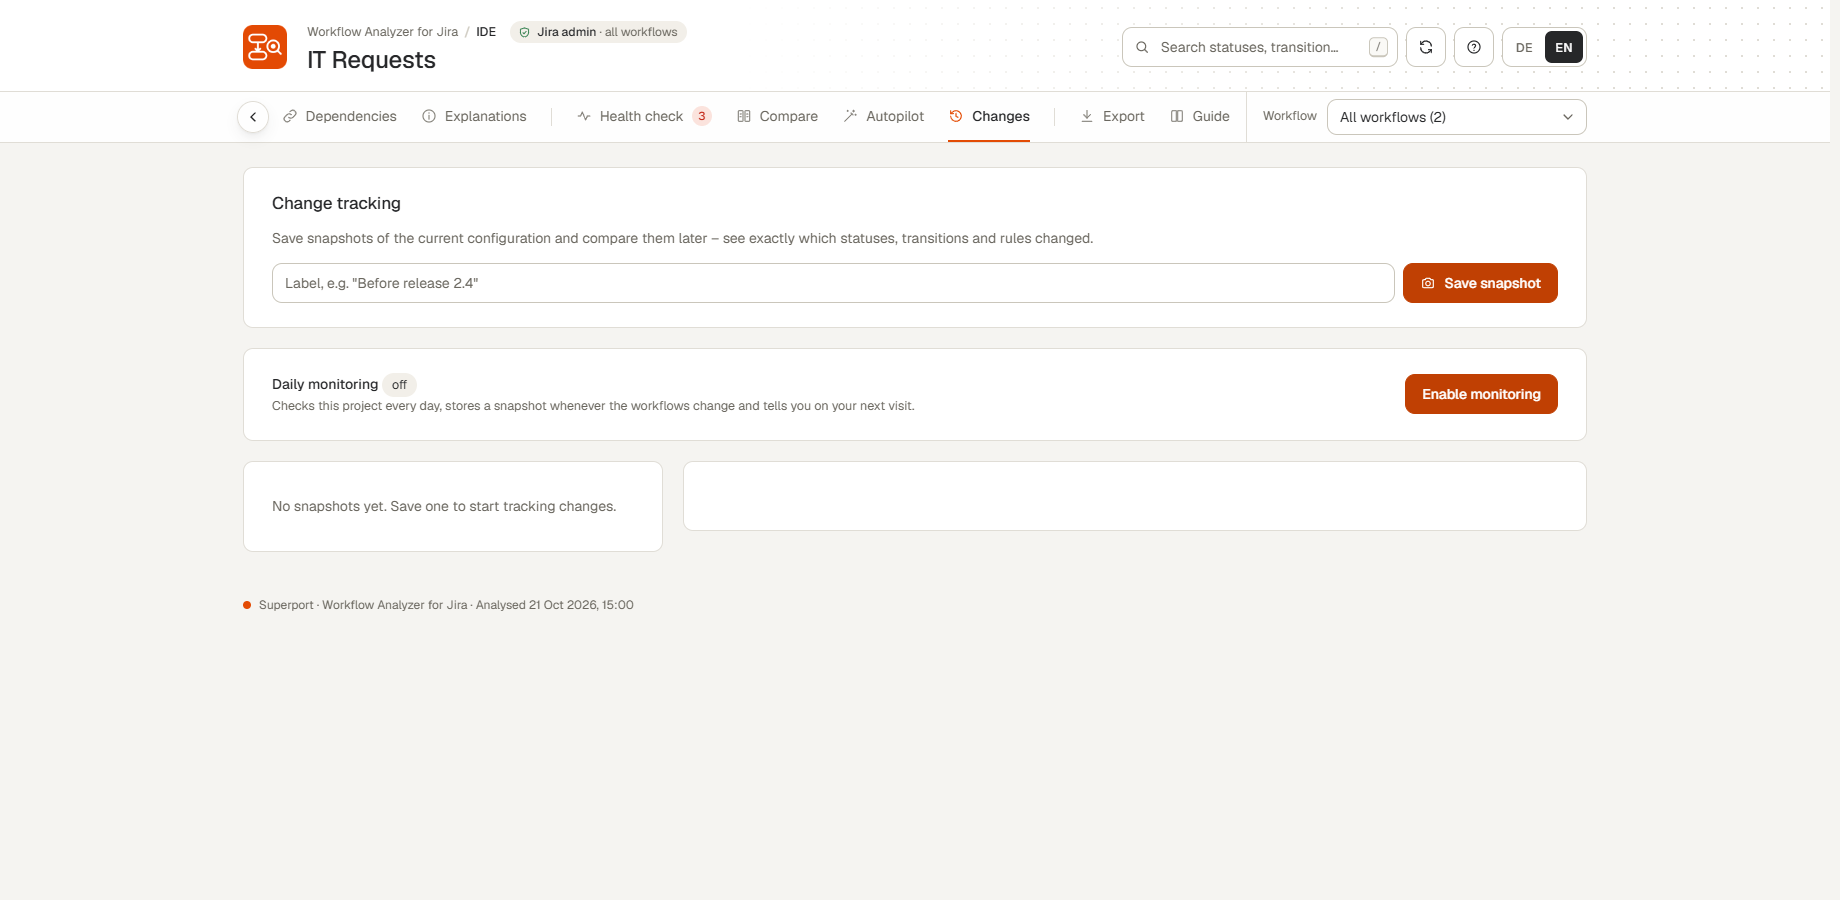 Workflow Analyzer for Jira / IDE Jira admin · all workflows
IT Requests
Search statuses, transition... /
DE EN
Dependencies Explanations Health check 3 Compare Autopilot Changes Export Guide Workflow All workflows (2)
Change tracking
Save snapshots of the current configuration and compare them later – see exactly which statuses, transitions and rules changed.
Label, e.g. "Before release 2.4" Save snapshot
Daily monitoring off
Checks this project every day, stores a snapshot whenever the workflows change and tells you on your next visit.
Enable monitoring
No snapshots yet. Save one to start tracking changes.
Superport · Workflow Analyzer for Jira · Analysed 21 Oct 2026, 15:00